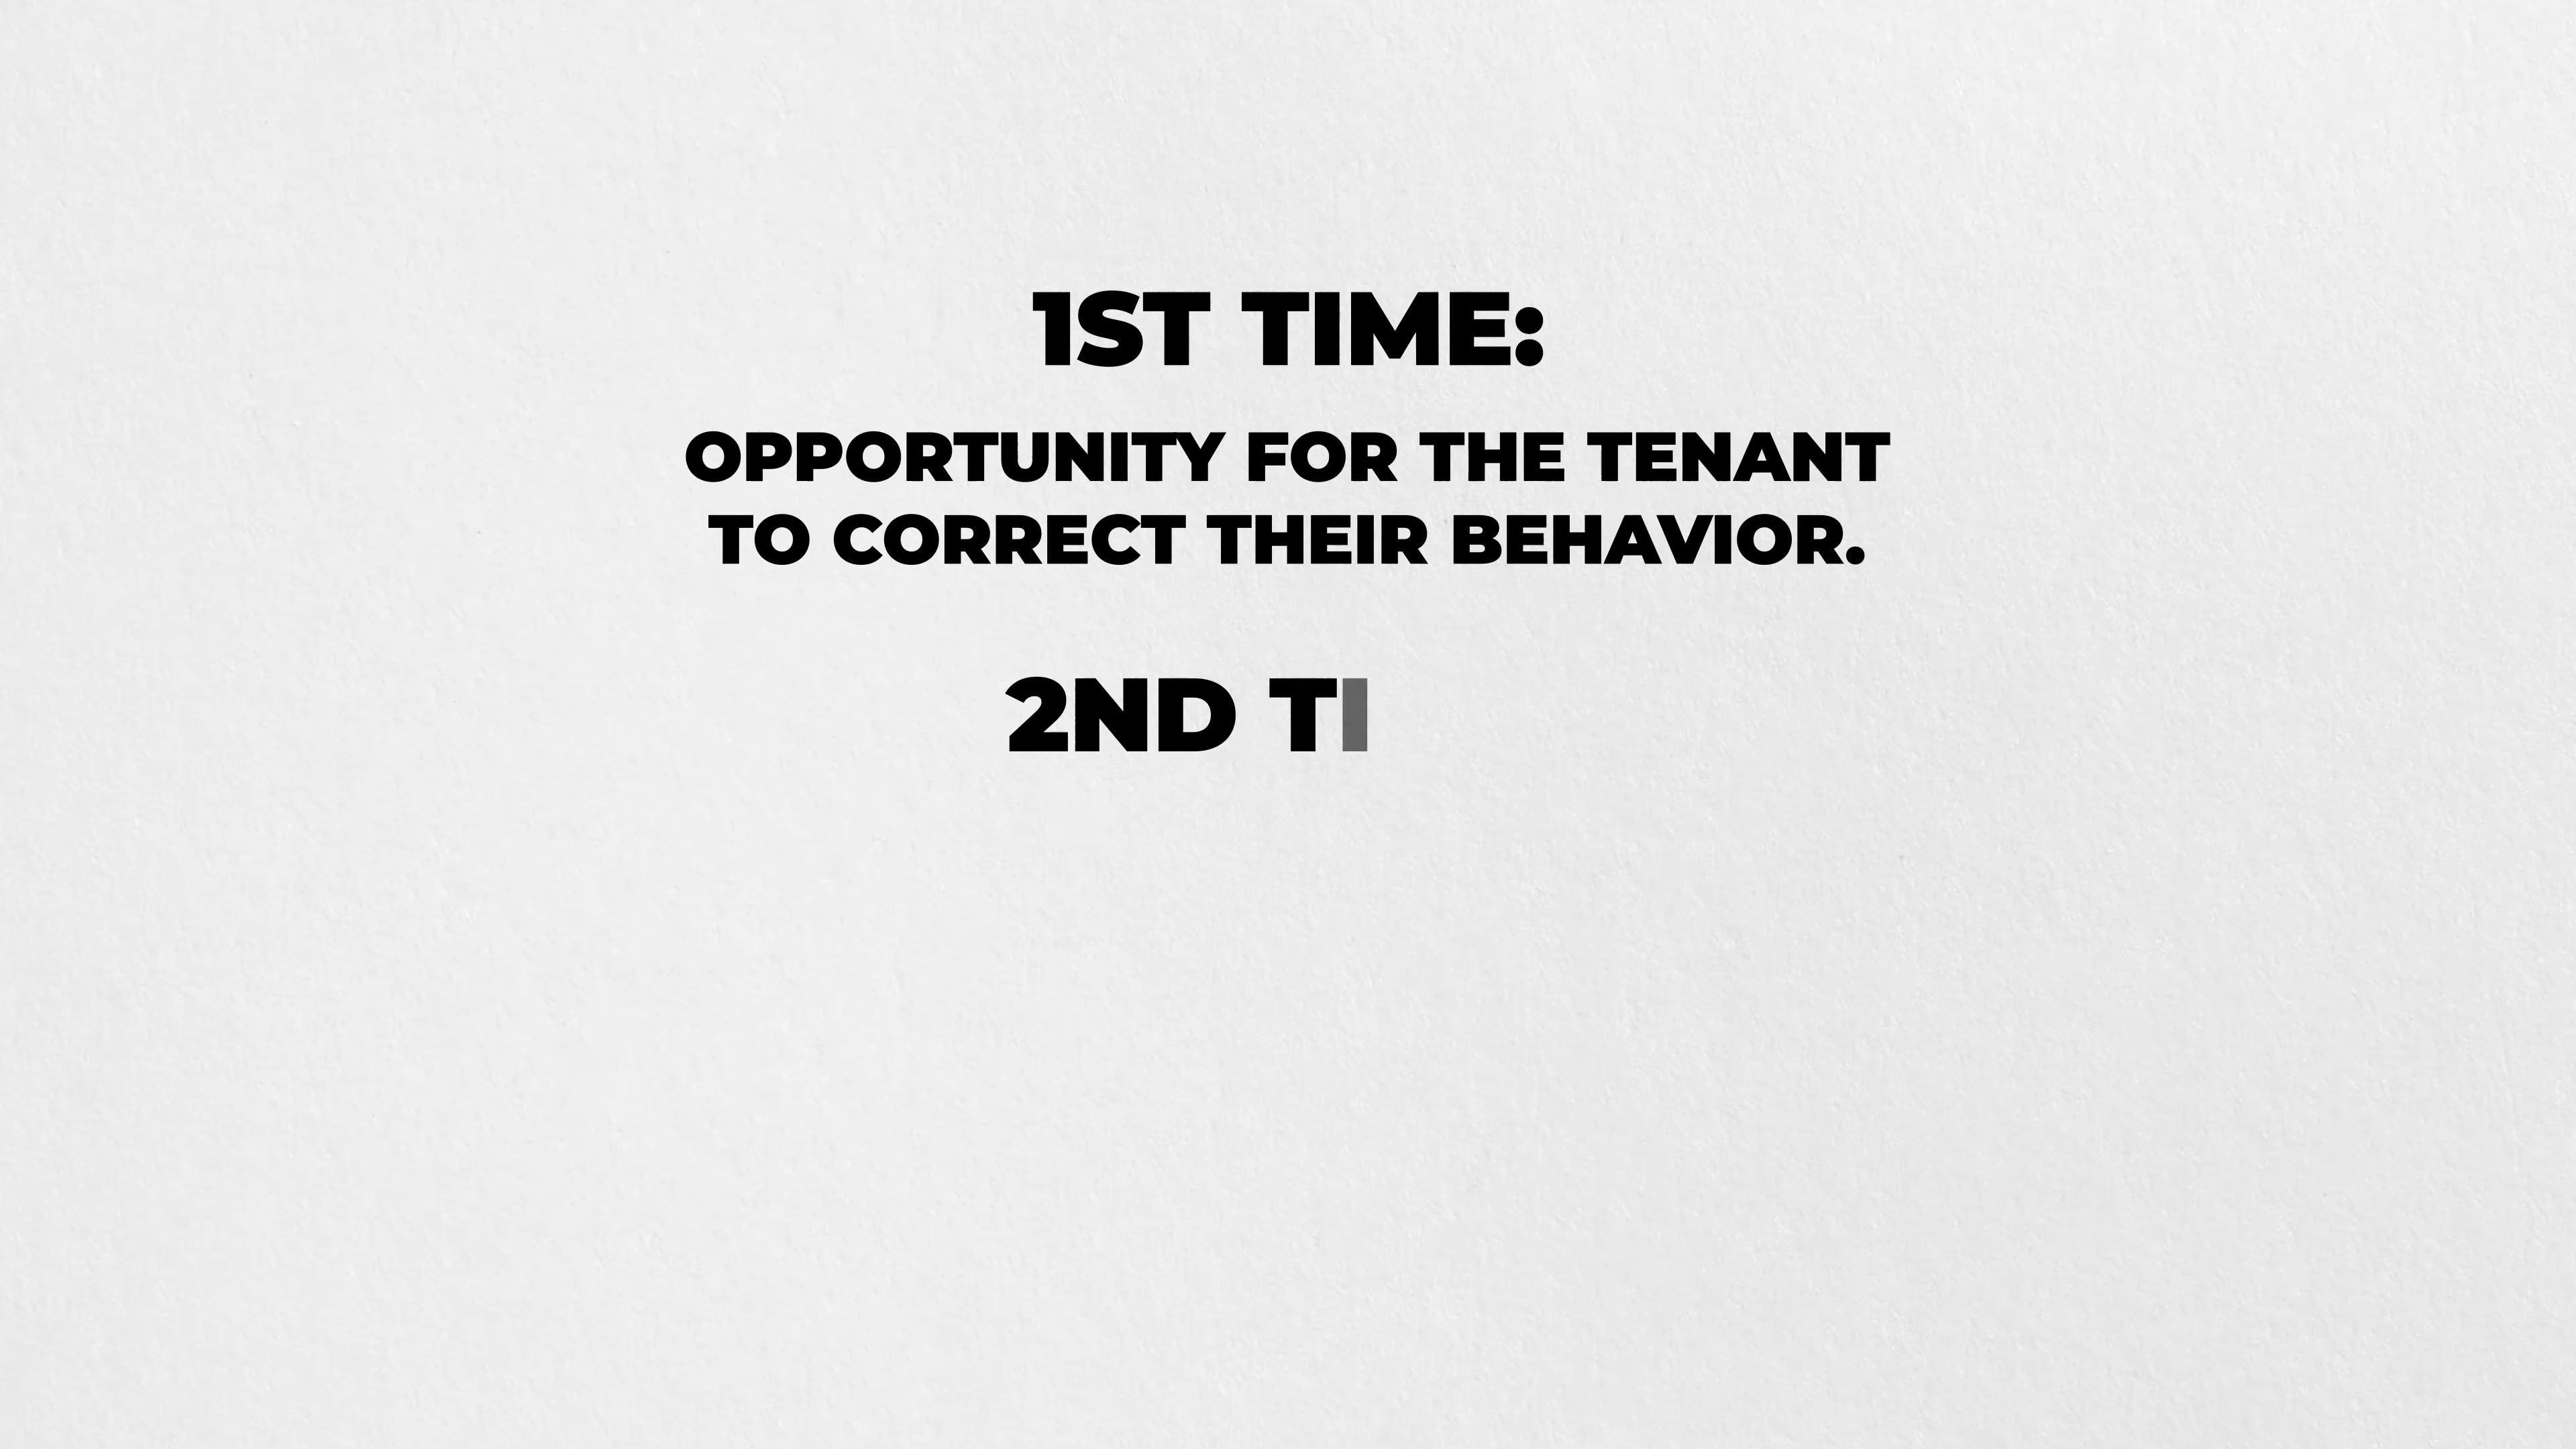 1ST TIME:
OPPORTUNITY FOR THE TENANT
TO CORRECT THEIR BEHAVIOR.
2ND TI